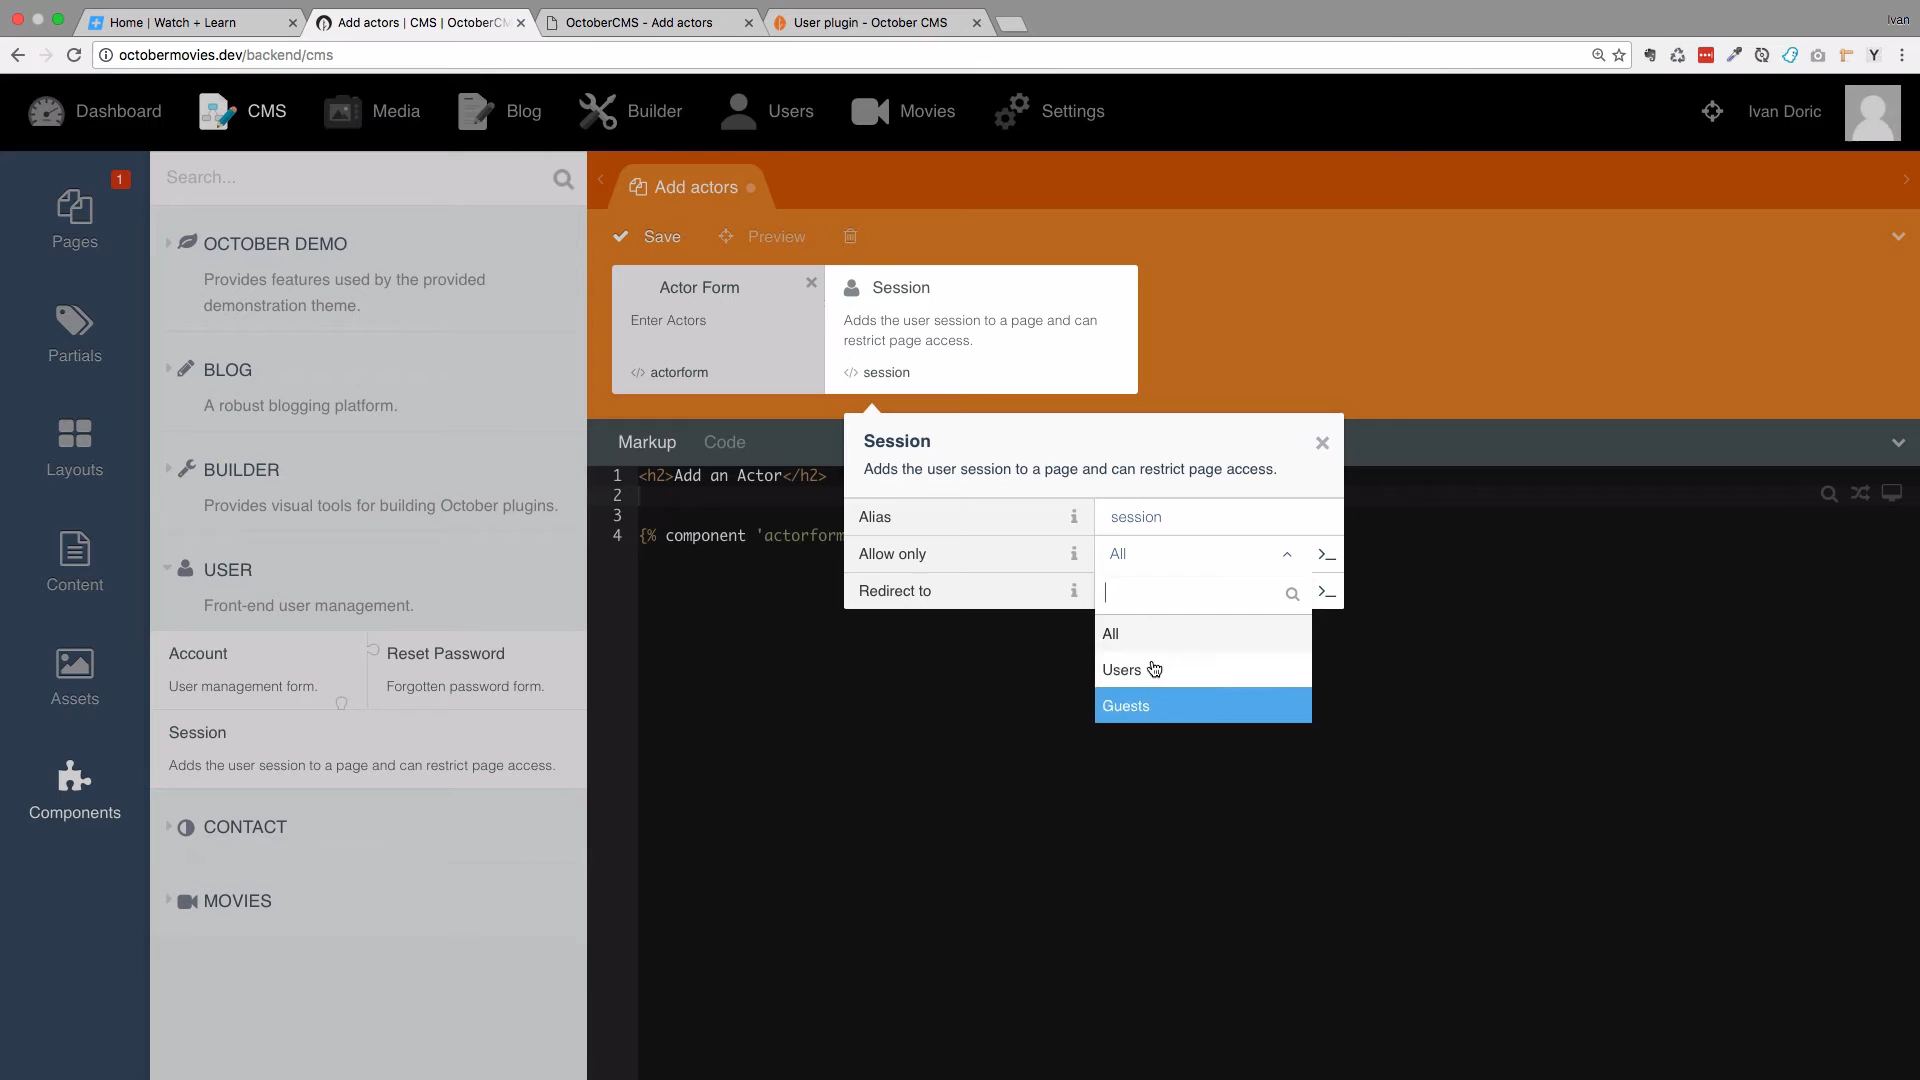 Home | Watch + Learn
Add actors | CMS | OctoberCM
OctoberCMS - Add actors
User plugin - October CMS
Ivan
octobermovies.dev/backend/cms
Y
Dashboard
CMS
Media
Blog
Builder
Users
Movies
Settings
Ivan Doric
1
Pages
Partials
Layouts
Content
Assets
Components
Search...
OCTOBER DEMO
Provides features used by the provided
demonstration theme.
BLOG
A robust blogging platform.
BUILDER
Provides visual tools for building October plugins.
USER
Front-end user management.
Account
User management form.
Reset Password
Forgotten password form.
Session
Adds the user session to a page and can restrict page access.
CONTACT
MOVIES
Add actors
Save
Preview
Actor Form
Enter Actors
</> actorform
Session
Adds the user session to a page and can
restrict page access.
</> session
Markup
Code
1 <h2>Add an Actor</h2>
2
3
4 {% component 'actorform
Session
Adds the user session to a page and can restrict page access.
Alias
session
Allow only
All
>_
Redirect to
>_
All
Users
Guests